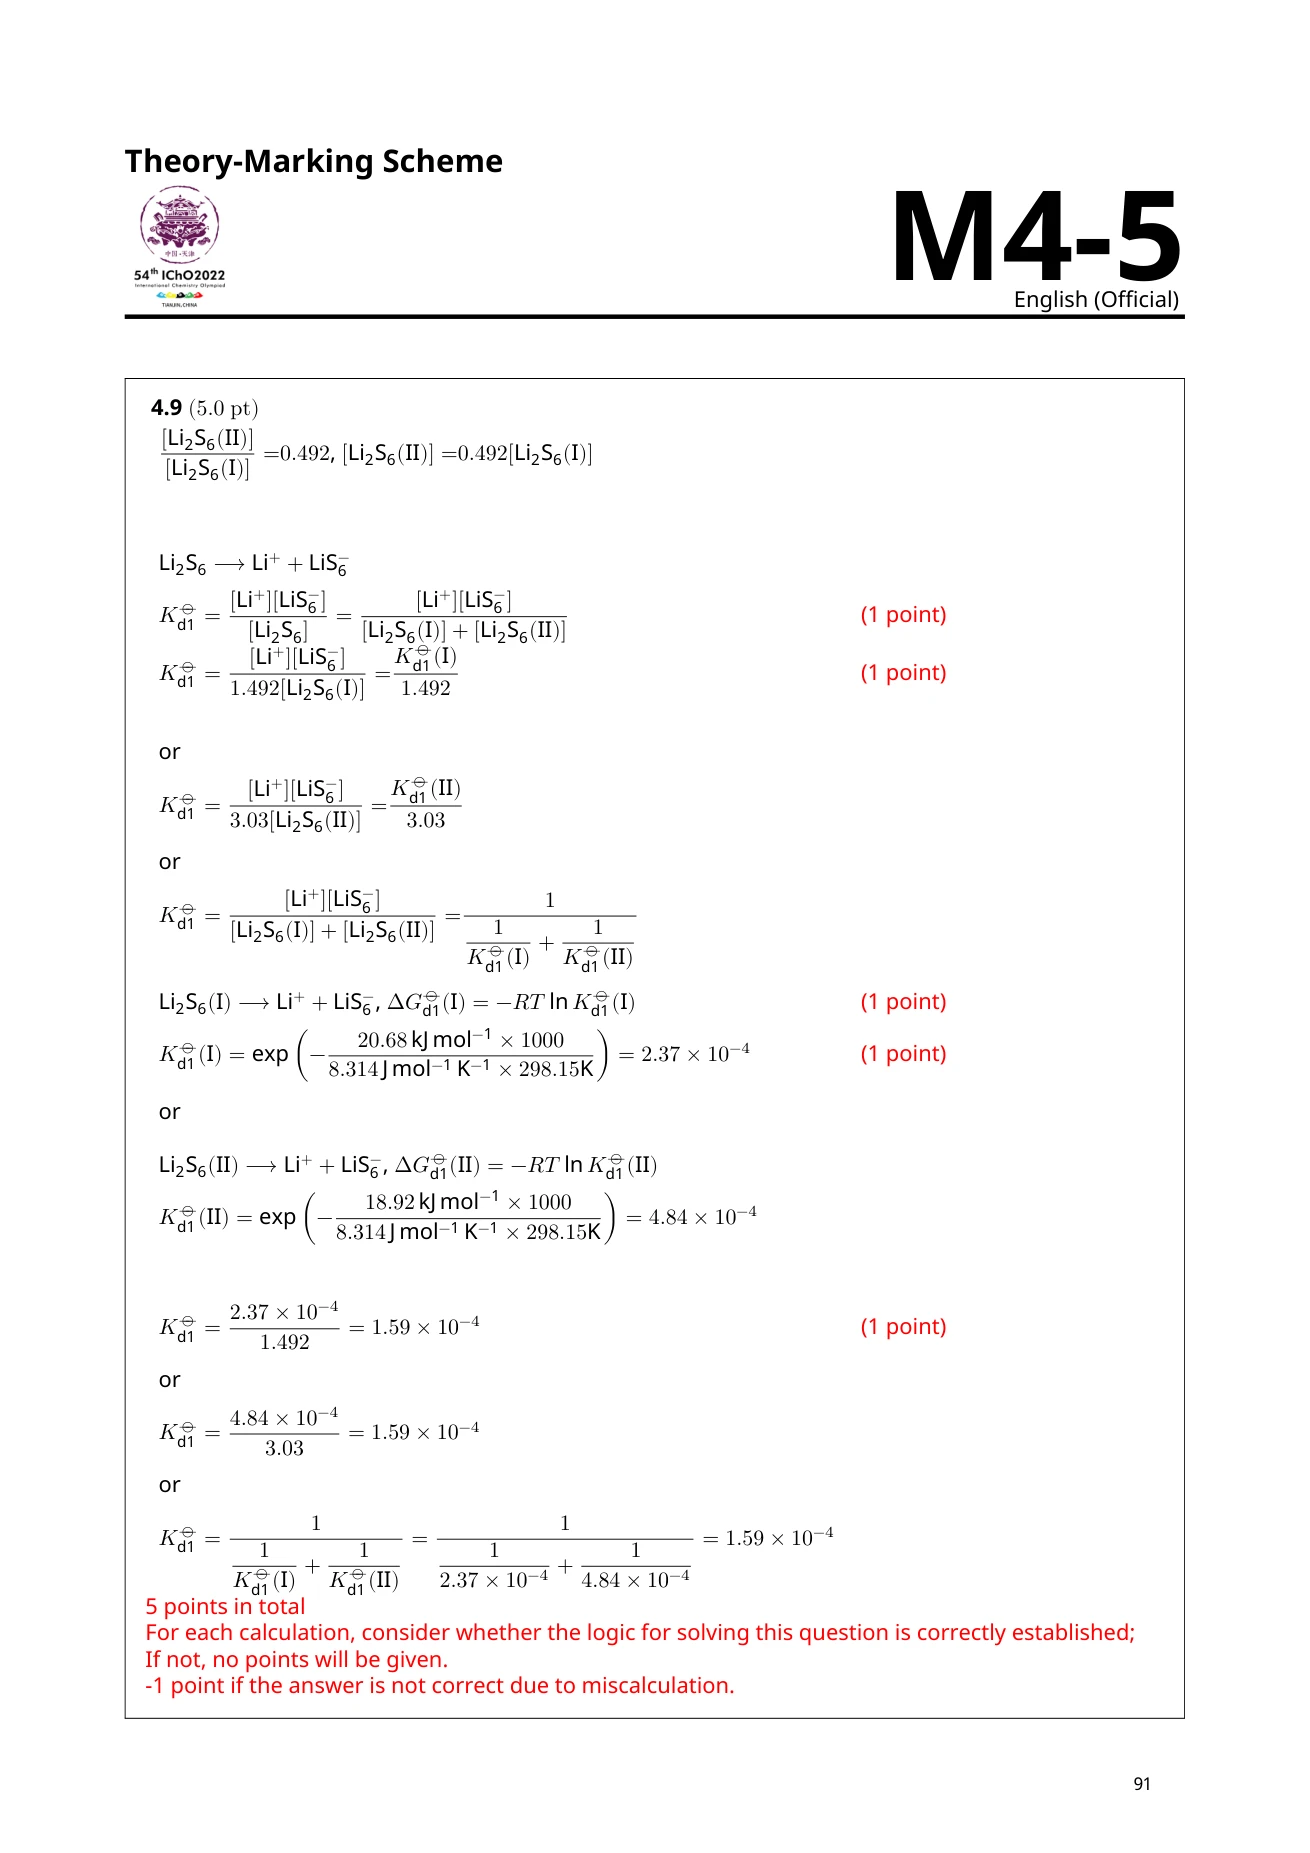 Theory-Marking Scheme
中国·天津
54th IChO2022
International Chemistry Olympiad
TIANJIN,CHINA
M4-5
English (Official)
4.9 (5.0 pt)
[Li₂S₆(II)]/[Li₂S₆(I)] =0.492, [Li₂S₆(II)] =0.492[Li₂S₆(I)]
Li₂S₆ ⟶ Li⁺ + LiS₆⁻
K⦵d1 = [Li⁺][LiS₆⁻]/[Li₂S₆] = [Li⁺][LiS₆⁻]/([Li₂S₆(I)] + [Li₂S₆(II)]) (1 point)
K⦵d1 = [Li⁺][LiS₆⁻]/1.492[Li₂S₆(I)] = K⦵d1(I)/1.492 (1 point)
or
K⦵d1 = [Li⁺][LiS₆⁻]/3.03[Li₂S₆(II)] = K⦵d1(II)/3.03
or
K⦵d1 = [Li⁺][LiS₆⁻]/([Li₂S₆(I)] + [Li₂S₆(II)]) = 1/(1/K⦵d1(I) + 1/K⦵d1(II))
Li₂S₆(I) ⟶ Li⁺ + LiS₆⁻, ΔG⦵d1(I) = −RT ln K⦵d1(I) (1 point)
K⦵d1(I) = exp (−20.68 kJ mol⁻¹ × 1000/8.314 J mol⁻¹ K⁻¹ × 298.15K) = 2.37 × 10⁻⁴ (1 point)
or
Li₂S₆(II) ⟶ Li⁺ + LiS₆⁻, ΔG⦵d1(II) = −RT ln K⦵d1(II)
K⦵d1(II) = exp (−18.92 kJ mol⁻¹ × 1000/8.314 J mol⁻¹ K⁻¹ × 298.15K) = 4.84 × 10⁻⁴
K⦵d1 = 2.37 × 10⁻⁴/1.492 = 1.59 × 10⁻⁴ (1 point)
or
K⦵d1 = 4.84 × 10⁻⁴/3.03 = 1.59 × 10⁻⁴
or
K⦵d1 = 1/(1/K⦵d1(I) + 1/K⦵d1(II)) = 1/(1/2.37 × 10⁻⁴ + 1/4.84 × 10⁻⁴) = 1.59 × 10⁻⁴
5 points in total
For each calculation, consider whether the logic for solving this question is correctly established;
If not, no points will be given.
-1 point if the answer is not correct due to miscalculation.
91